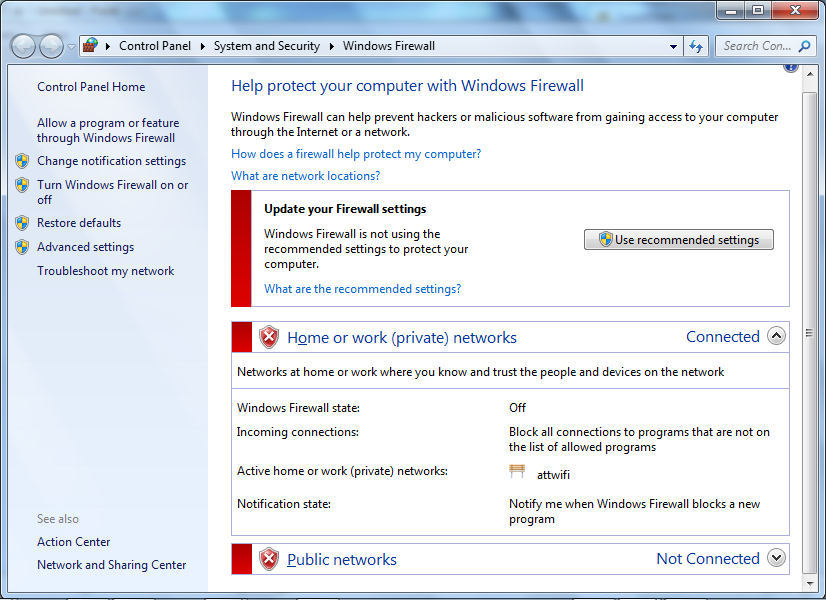 Control Panel ▸ System and Security ▸ Windows Firewall
Search Con...
Control Panel Home
Allow a program or feature
through Windows Firewall
Change notification settings
Turn Windows Firewall on or
off
Restore defaults
Advanced settings
Troubleshoot my network
See also
Action Center
Network and Sharing Center
Help protect your computer with Windows Firewall
Windows Firewall can help prevent hackers or malicious software from gaining access to your computer
through the Internet or a network.
How does a firewall help protect my computer?
What are network locations?
Update your Firewall settings
Windows Firewall is not using the
recommended settings to protect your
computer.
Use recommended settings
What are the recommended settings?
Home or work (private) networks Connected
Networks at home or work where you know and trust the people and devices on the network
Windows Firewall state: Off
Incoming connections: Block all connections to programs that are not on
the list of allowed programs
Active home or work (private) networks: attwifi
Notification state: Notify me when Windows Firewall blocks a new
program
Public networks Not Connected